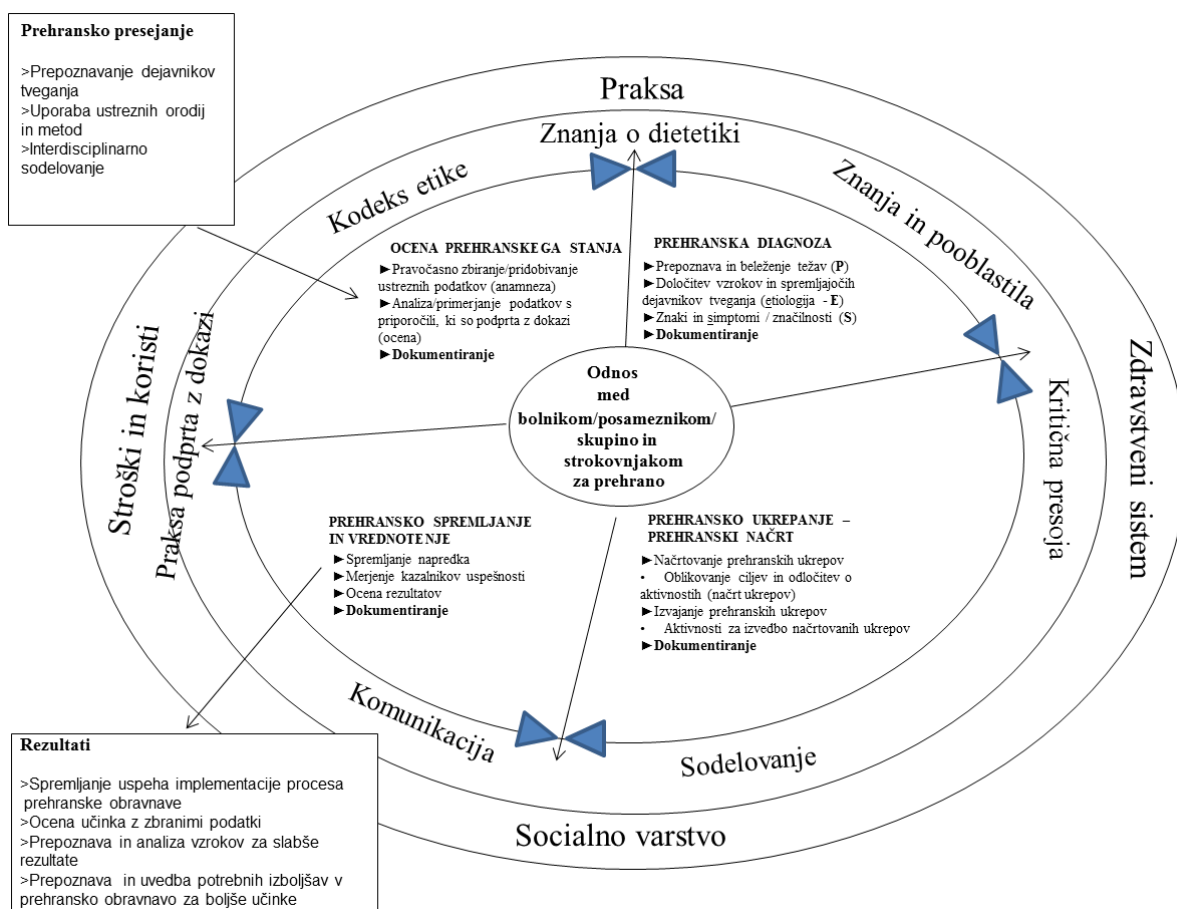 Prehransko presejanje
>Prepoznavanje dejavnikov
tveganja
>Uporaba ustreznih orodij
in metod
>Interdisciplinarno
sodelovanje
Praksa
Znanja o dietetiki
Kodeks etike
Znanja in pooblastila
OCENA PREHRANSKEGA STANJA
►Pravočasno zbiranje/pridobivanje
ustreznih podatkov (anamneza)
►Analiza/primerjanje podatkov s
priporočili, ki so podprta z dokazi
(ocena)
►Dokumentiranje
PREHRANSKA DIAGNOZA
►Prepoznava in beleženje težav (P)
►Določitev vzrokov in spremljajočih
dejavnikov tveganja (etiologija - E)
►Znaki in simptomi / značilnosti (S)
►Dokumentiranje
Stroški in koristi
Praksa podprta z dokazi
Odnos
med
bolnikom/posameznikom/
skupino in
strokovnjakom
za prehrano
Kritična presoja
Zdravstveni sistem
PREHRANSKO SPREMLJANJE
IN VREDNOTENJE
►Spremljanje napredka
►Merjenje kazalnikov uspešnosti
►Ocena rezultatov
►Dokumentiranje
PREHRANSKO UKREPANJE –
PREHRANSKI NAČRT
►Načrtovanje prehranskih ukrepov
• Oblikovanje ciljev in odločitev o
aktivnostih (načrt ukrepov)
►Izvajanje prehranskih ukrepov
• Aktivnosti za izvedbo načrtovanih ukrepov
►Dokumentiranje
Komunikacija
Sodelovanje
Socialno varstvo
Rezultati
>Spremljanje uspeha implementacije procesa
prehranske obravnave
>Ocena učinka z zbranimi podatki
>Prepoznava in analiza vzrokov za slabše
rezultate
>Prepoznava in uvedba potrebnih izboljšav v
prehransko obravnavo za boljše učinke